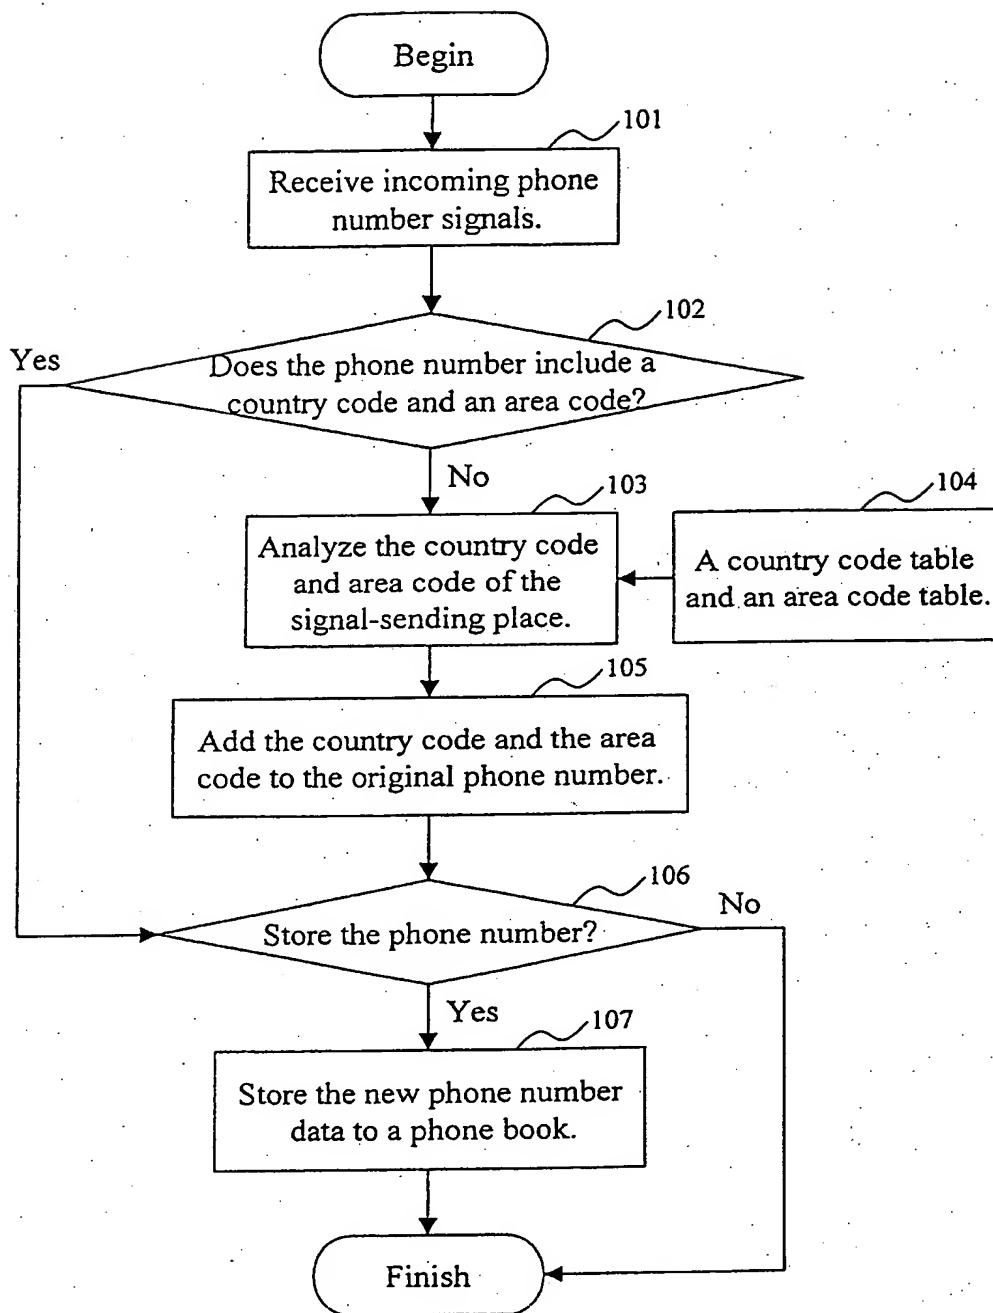 Begin
101
Receive incoming phone
number signals.
102
Yes
Does the phone number include a
country code and an area code?
No
103
104
Analyze the country code
and area code of the
signal-sending place.
A country code table
and an area code table.
105
Add the country code and the area
code to the original phone number.
106
No
Store the phone number?
Yes
107
Store the new phone number
data to a phone book.
Finish